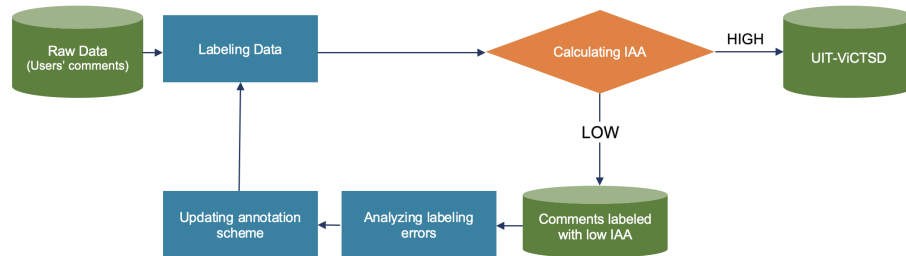 Raw Data
(Users' comments)
Labeling Data
Calculating IAA
HIGH
UIT-ViCTSD
LOW
Updating annotation
scheme
Analyzing labeling
errors
Comments labeled
with low IAA